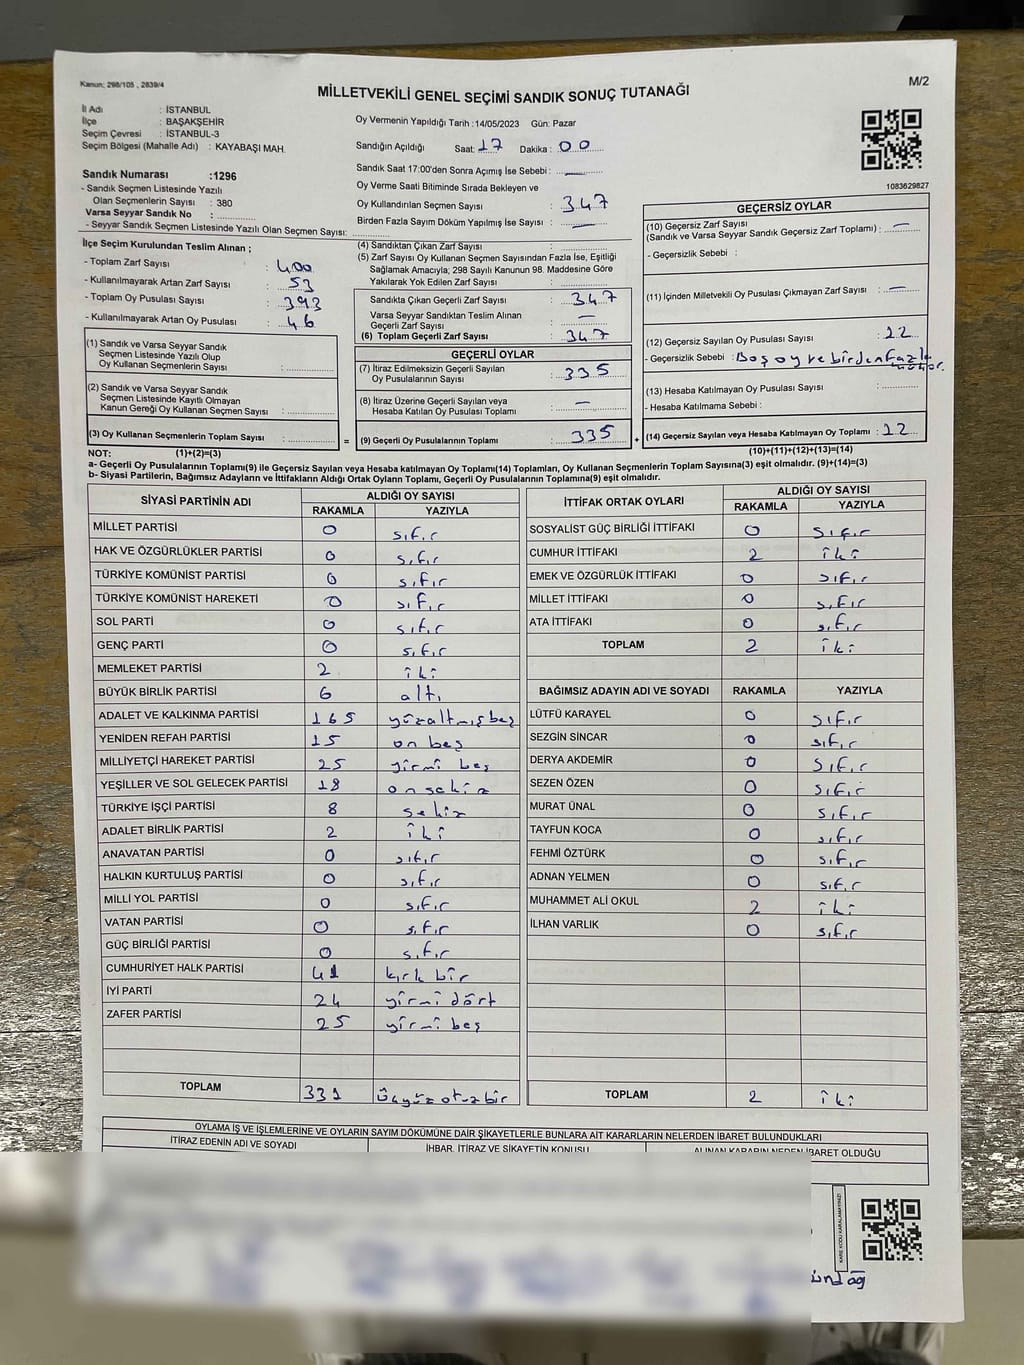 Kanun: 298/105 , 2839/4
M/2
MİLLETVEKİLİ GENEL SEÇİMİ SANDIK SONUÇ TUTANAĞI
İl Adı : İSTANBUL
İlçe : BAŞAKŞEHİR
Seçim Çevresi : İSTANBUL-3
Seçim Bölgesi (Mahalle Adı) : KAYABAŞI MAH.
Sandık Numarası :1296
- Sandık Seçmen Listesinde Yazılı
Olan Seçmenlerin Sayısı : 380
Varsa Seyyar Sandık No :
- Seyyar Sandık Seçmen Listesinde Yazılı Olan Seçmen Sayısı:
Oy Vermenin Yapıldığı Tarih :14/05/2023 Gün: Pazar
Sandığın Açıldığı Saat: 17 Dakika : 00
Sandık Saat 17:00'den Sonra Açımış İse Sebebi : —
Oy Verme Saati Bitiminde Sırada Bekleyen ve
Oy Kullandırılan Seçmen Sayısı : 347
Birden Fazla Sayım Döküm Yapılmış İse Sayısı : —
1083629827
İlçe Seçim Kurulundan Teslim Alınan ;
- Toplam Zarf Sayısı : 400
- Kullanılmayarak Artan Zarf Sayısı : 53
- Toplam Oy Pusulası Sayısı : 393
- Kullanılmayarak Artan Oy Pusulası : 46
(1) Sandık ve Varsa Seyyar Sandık
Seçmen Listesinde Yazılı Olup
Oy Kullanan Seçmenlerin Sayısı :
(2) Sandık ve Varsa Seyyar Sandık
Seçmen Listesinde Kayıtlı Olmayan
Kanun Gereği Oy Kullanan Seçmen Sayısı :
(3) Oy Kullanan Seçmenlerin Toplam Sayısı : =
(4) Sandıktan Çıkan Zarf Sayısı :
(5) Zarf Sayısı Oy Kullanan Seçmen Sayısından Fazla İse, Eşitliği
Sağlamak Amacıyla; 298 Sayılı Kanunun 98. Maddesine Göre
Yakılarak Yok Edilen Zarf Sayısı :
Sandıkta Çıkan Geçerli Zarf Sayısı : 347
Varsa Seyyar Sandıktan Teslim Alınan
Geçerli Zarf Sayısı : —
(6) Toplam Geçerli Zarf Sayısı : 347
GEÇERLİ OYLAR
(7) İtiraz Edilmeksizin Geçerli Sayılan
Oy Pusulalarının Sayısı : 335
(8) İtiraz Üzerine Geçerli Sayılan veya
Hesaba Katılan Oy Pusulası Toplamı : —
(9) Geçerli Oy Pusulalarının Toplamı : 335 +
GEÇERSİZ OYLAR
(10) Geçersiz Zarf Sayısı
(Sandık ve Varsa Seyyar Sandık Geçersiz Zarf Toplamı) : —
- Geçersizlik Sebebi :
(11) İçinden Milletvekili Oy Pusulası Çıkmayan Zarf Sayısı : —
(12) Geçersiz Sayılan Oy Pusulası Sayısı : 12
- Geçersizlik Sebebi : Boş oy ve birden fazla
(13) Hesaba Katılmayan Oy Pusulası Sayısı :
- Hesaba Katılmama Sebebi :
(14) Geçersiz Sayılan veya Hesaba Katılmayan Oy Toplamı : 12
NOT: (1)+(2)=(3) (10)+(11)+(12)+(13)=(14)
a- Geçerli Oy Pusulalarının Toplamı(9) ile Geçersiz Sayılan veya Hesaba katılmayan Oy Toplamı(14) Toplamları, Oy Kullanan Seçmenlerin Toplam Sayısına(3) eşit olmalıdır. (9)+(14)=(3)
b- Siyasi Partilerin, Bağımsız Adayların ve İttifakların Aldığı Ortak Oyların Toplamı, Geçerli Oy Pusulalarının Toplamına(9) eşit olmalıdır.
SİYASİ PARTİNİN ADI ALDIĞI OY SAYISI
RAKAMLA YAZIYLA
MİLLET PARTİSİ 0 sıfır
HAK VE ÖZGÜRLÜKLER PARTİSİ 0 sıfır
TÜRKİYE KOMÜNİST PARTİSİ 0 sıfır
TÜRKİYE KOMÜNİST HAREKETİ 0 sıfır
SOL PARTİ 0 sıfır
GENÇ PARTİ 0 sıfır
MEMLEKET PARTİSİ 2 iki
BÜYÜK BİRLİK PARTİSİ 6 altı
ADALET VE KALKINMA PARTİSİ 165 yüzaltmışbeş
YENİDEN REFAH PARTİSİ 15 on beş
MİLLİYETÇİ HAREKET PARTİSİ 25 yirmi beş
YEŞİLLER VE SOL GELECEK PARTİSİ 18 on sekiz
TÜRKİYE İŞÇİ PARTİSİ 8 sekiz
ADALET BİRLİK PARTİSİ 2 iki
ANAVATAN PARTİSİ 0 sıfır
HALKIN KURTULUŞ PARTİSİ 0 sıfır
MİLLİ YOL PARTİSİ 0 sıfır
VATAN PARTİSİ 0 sıfır
GÜÇ BİRLİĞİ PARTİSİ 0 sıfır
CUMHURİYET HALK PARTİSİ 41 kırk bir
İYİ PARTİ 24 yirmi dört
ZAFER PARTİSİ 25 yirmi beş
TOPLAM 331 üçyüzotuzbir
İTTİFAK ORTAK OYLARI ALDIĞI OY SAYISI
RAKAMLA YAZIYLA
SOSYALİST GÜÇ BİRLİĞİ İTTİFAKI 0 sıfır
CUMHUR İTTİFAKI 2 iki
EMEK VE ÖZGÜRLÜK İTTİFAKI 0 sıfır
MİLLET İTTİFAKI 0 sıfır
ATA İTTİFAKI 0 sıfır
TOPLAM 2 iki
BAĞIMSIZ ADAYIN ADI VE SOYADI RAKAMLA YAZIYLA
LÜTFÜ KARAYEL 0 sıfır
SEZGİN SİNCAR 0 sıfır
DERYA AKDEMİR 0 sıfır
SEZEN ÖZEN 0 sıfır
MURAT ÜNAL 0 sıfır
TAYFUN KOCA 0 sıfır
FEHMİ ÖZTÜRK 0 sıfır
ADNAN YELMEN 0 sıfır
MUHAMMET ALİ OKUL 2 iki
İLHAN VARLIK 0 sıfır
TOPLAM 2 iki
OYLAMA İŞ VE İŞLEMLERİNE VE OYLARIN SAYIM DÖKÜMÜNE DAİR ŞİKAYETLERLE BUNLARA AİT KARARLARIN NELERDEN İBARET BULUNDUKLARI
İTİRAZ EDENİN ADI VE SOYADI İHBAR, İTİRAZ VE ŞİKAYETİN KONUSU ALINAN KARARIN NEDEN İBARET OLDUĞU
KARE KODU KARALAMAYINIZ!